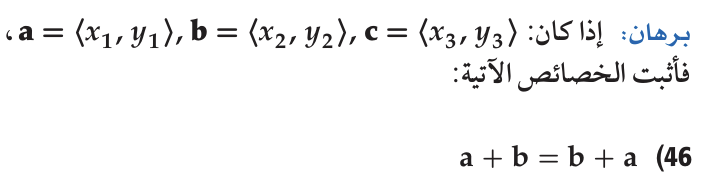 برهان: إذا كان: a = ⟨x₁, y₁⟩, b = ⟨x₂, y₂⟩, c = ⟨x₃, y₃⟩،
فأثبت الخصائص الآتية:
46) a + b = b + a